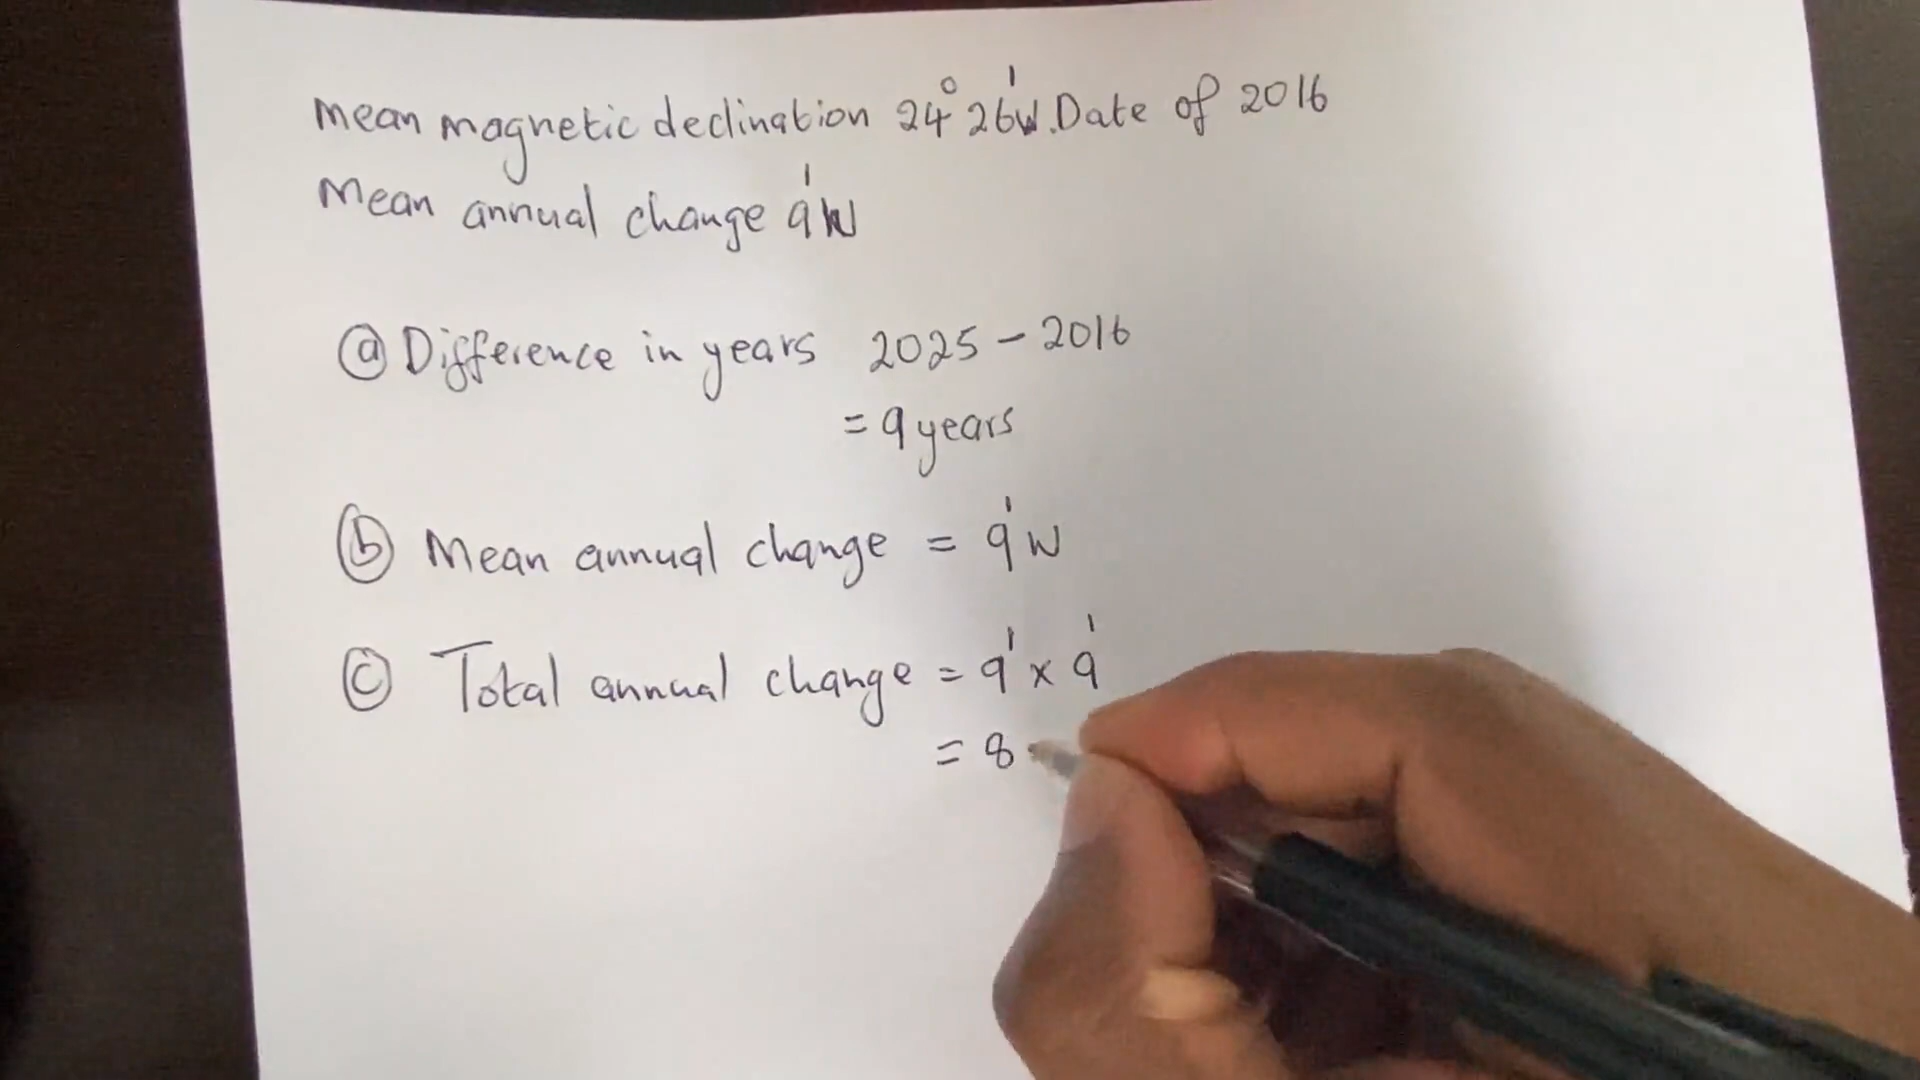 Mean magnetic declination 24° 26'W. Date of 2016
Mean annual change 9'W
ⓐ Difference in years 2025 - 2016
= 9 years
ⓑ Mean annual change = 9'W
ⓒ Total annual change = 9' x 9'
= 8